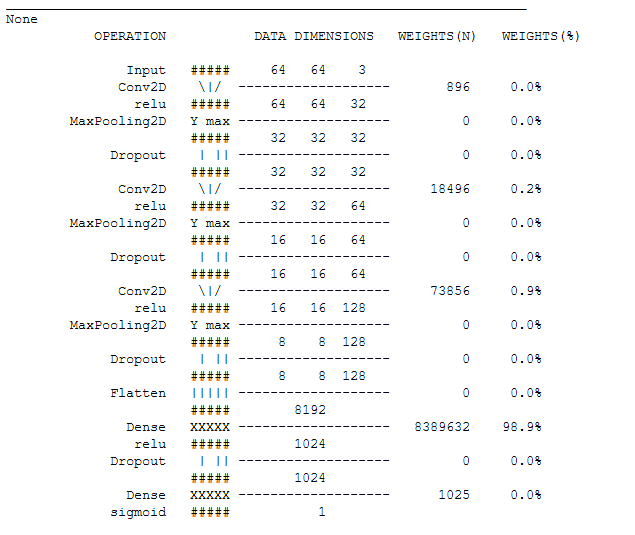 None
OPERATION DATA DIMENSIONS WEIGHTS(N) WEIGHTS(%)
Input ##### 64 64 3
Conv2D \|/ ------------------- 896 0.0%
relu ##### 64 64 32
MaxPooling2D Y max ------------------- 0 0.0%
##### 32 32 32
Dropout | || ------------------- 0 0.0%
##### 32 32 32
Conv2D \|/ ------------------- 18496 0.2%
relu ##### 32 32 64
MaxPooling2D Y max ------------------- 0 0.0%
##### 16 16 64
Dropout | || ------------------- 0 0.0%
##### 16 16 64
Conv2D \|/ ------------------- 73856 0.9%
relu ##### 16 16 128
MaxPooling2D Y max ------------------- 0 0.0%
##### 8 8 128
Dropout | || ------------------- 0 0.0%
##### 8 8 128
Flatten ||||| ------------------- 0 0.0%
##### 8192
Dense XXXXX ------------------- 8389632 98.9%
relu ##### 1024
Dropout | || ------------------- 0 0.0%
##### 1024
Dense XXXXX ------------------- 1025 0.0%
sigmoid ##### 1